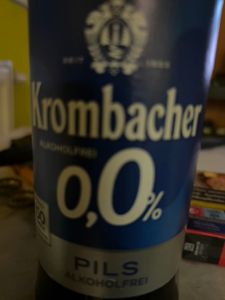 SEIT 1803
Krombacher
ALKOHOLFREI
0,0%
PILS
ALKOHOLFREI